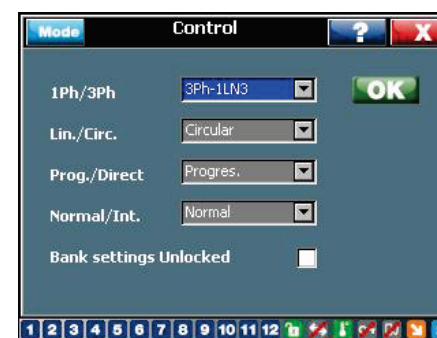 Mode Control ? X
1Ph/3Ph 3Ph-1LN3 OK
Lin./Circ. Circular
Prog./Direct Progres.
Normal/Int. Normal
Bank settings Unlocked
1 2 3 4 5 6 7 8 9 10 11 12